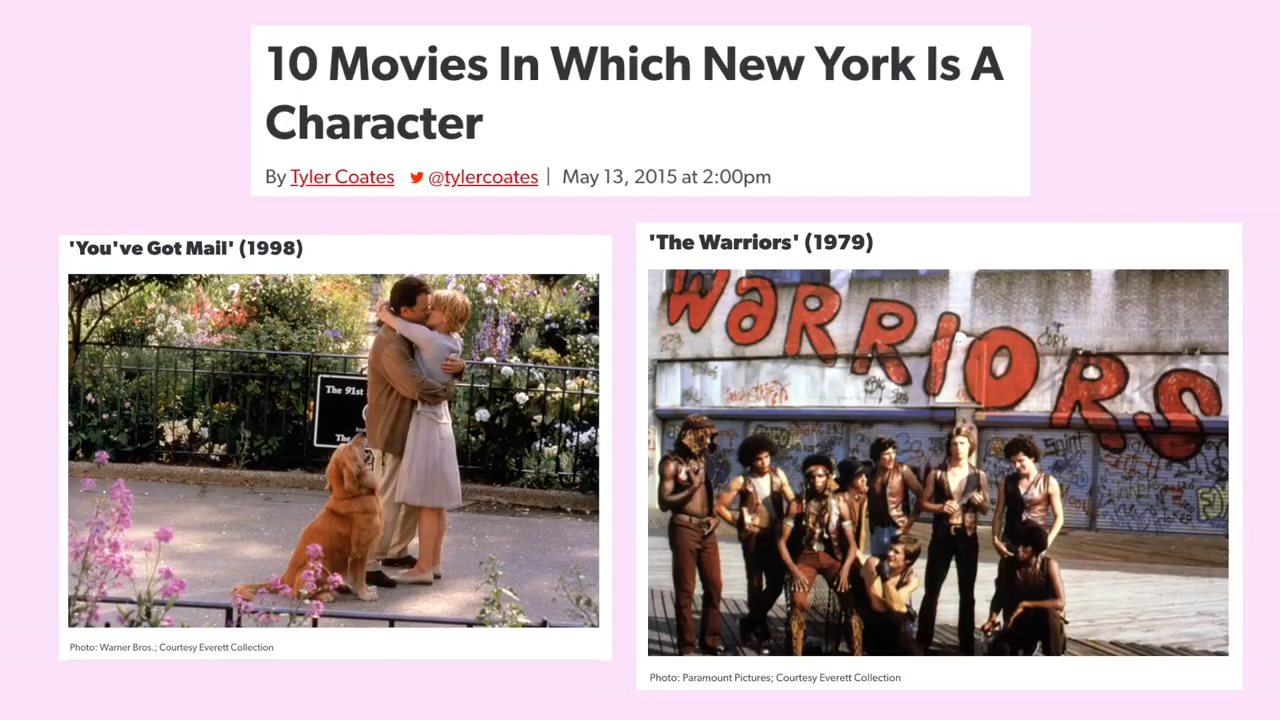 10 Movies In Which New York Is A
Character
By Tyler Coates @tylercoates | May 13, 2015 at 2:00pm
'You've Got Mail' (1998)
The 91st
The
Photo: Warner Bros.; Courtesy Everett Collection
'The Warriors' (1979)
WaRRIORS
Photo: Paramount Pictures; Courtesy Everett Collection